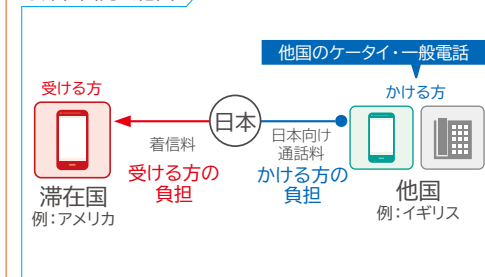 他国のケータイ・一般電話
受ける方
かける方
日本
着信料
日本向け
通話料
受ける方の
負担
かける方の
負担
滞在国
例：アメリカ
他国
例：イギリス